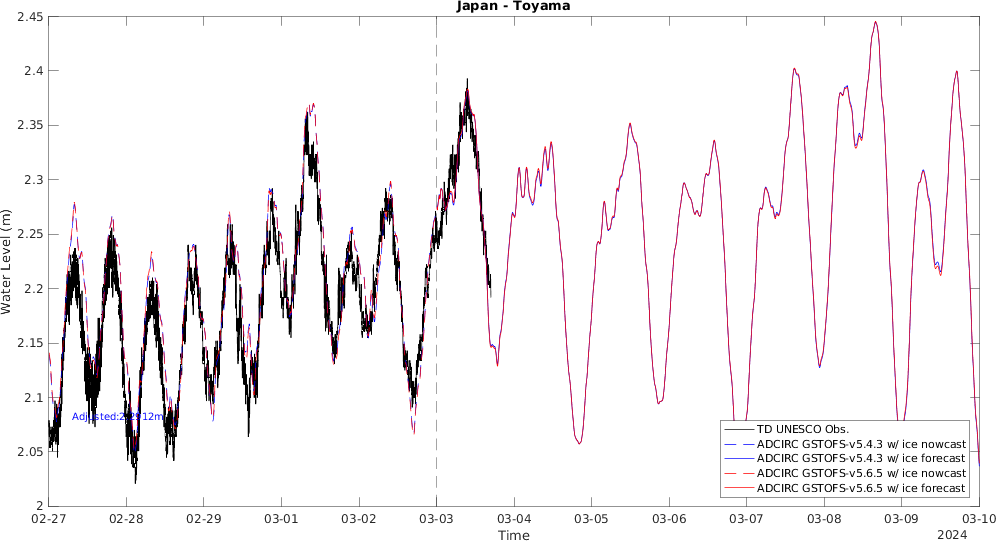 Japan - Toyama
2.45
2.4
2.35
2.3
2.25
2.2
2.15
2.1
2.05
2
Water Level (m)
TD UNESCO Obs.
ADCIRC GSTOFS-v5.4.3 w/ ice nowcast
ADCIRC GSTOFS-v5.4.3 w/ ice forecast
ADCIRC GSTOFS-v5.6.5 w/ ice nowcast
ADCIRC GSTOFS-v5.6.5 w/ ice forecast
02-27 02-28 02-29 03-01 03-02 03-03 03-04 03-05 03-06 03-07 03-08 03-09 03-10
Time
2024